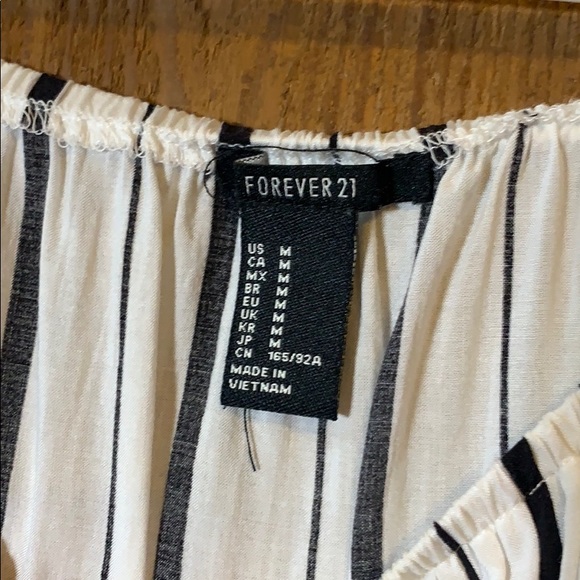 FOREVER 21
US M
CA M
MX M
BR M
EU M
UK M
KR M
JP M
CN 165/92A
MADE IN
VIETNAM